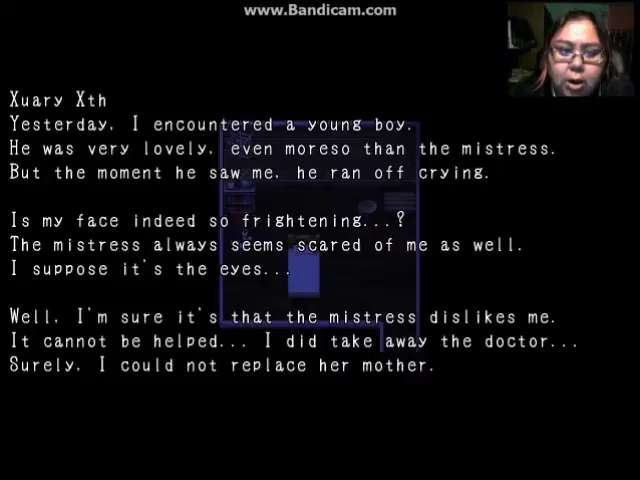 www.Bandicam.com
Xuary Xth
Yesterday, I encountered a young boy.
He was very lovely, even moreso than the mistress.
But the moment he saw me, he ran off crying.
Is my face indeed so frightening...?
The mistress always seems scared of me as well.
I suppose it's the eyes...
Well, I'm sure it's that the mistress dislikes me.
It cannot be helped... I did take away the doctor...
Surely, I could not replace her mother.